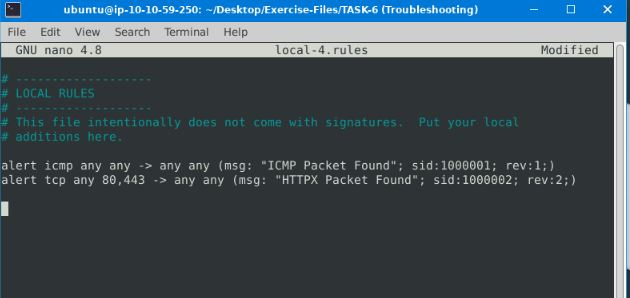 ubuntu@ip-10-10-59-250: ~/Desktop/Exercise-Files/TASK-6 (Troubleshooting)
File Edit View Search Terminal Help
GNU nano 4.8 local-4.rules Modified
# -------------------
# LOCAL RULES
# -------------------
# This file intentionally does not come with signatures.  Put your local
# additions here.
alert icmp any any -> any any (msg: "ICMP Packet Found"; sid:1000001; rev:1;)
alert tcp any 80,443 -> any any (msg: "HTTPX Packet Found"; sid:1000002; rev:2;)